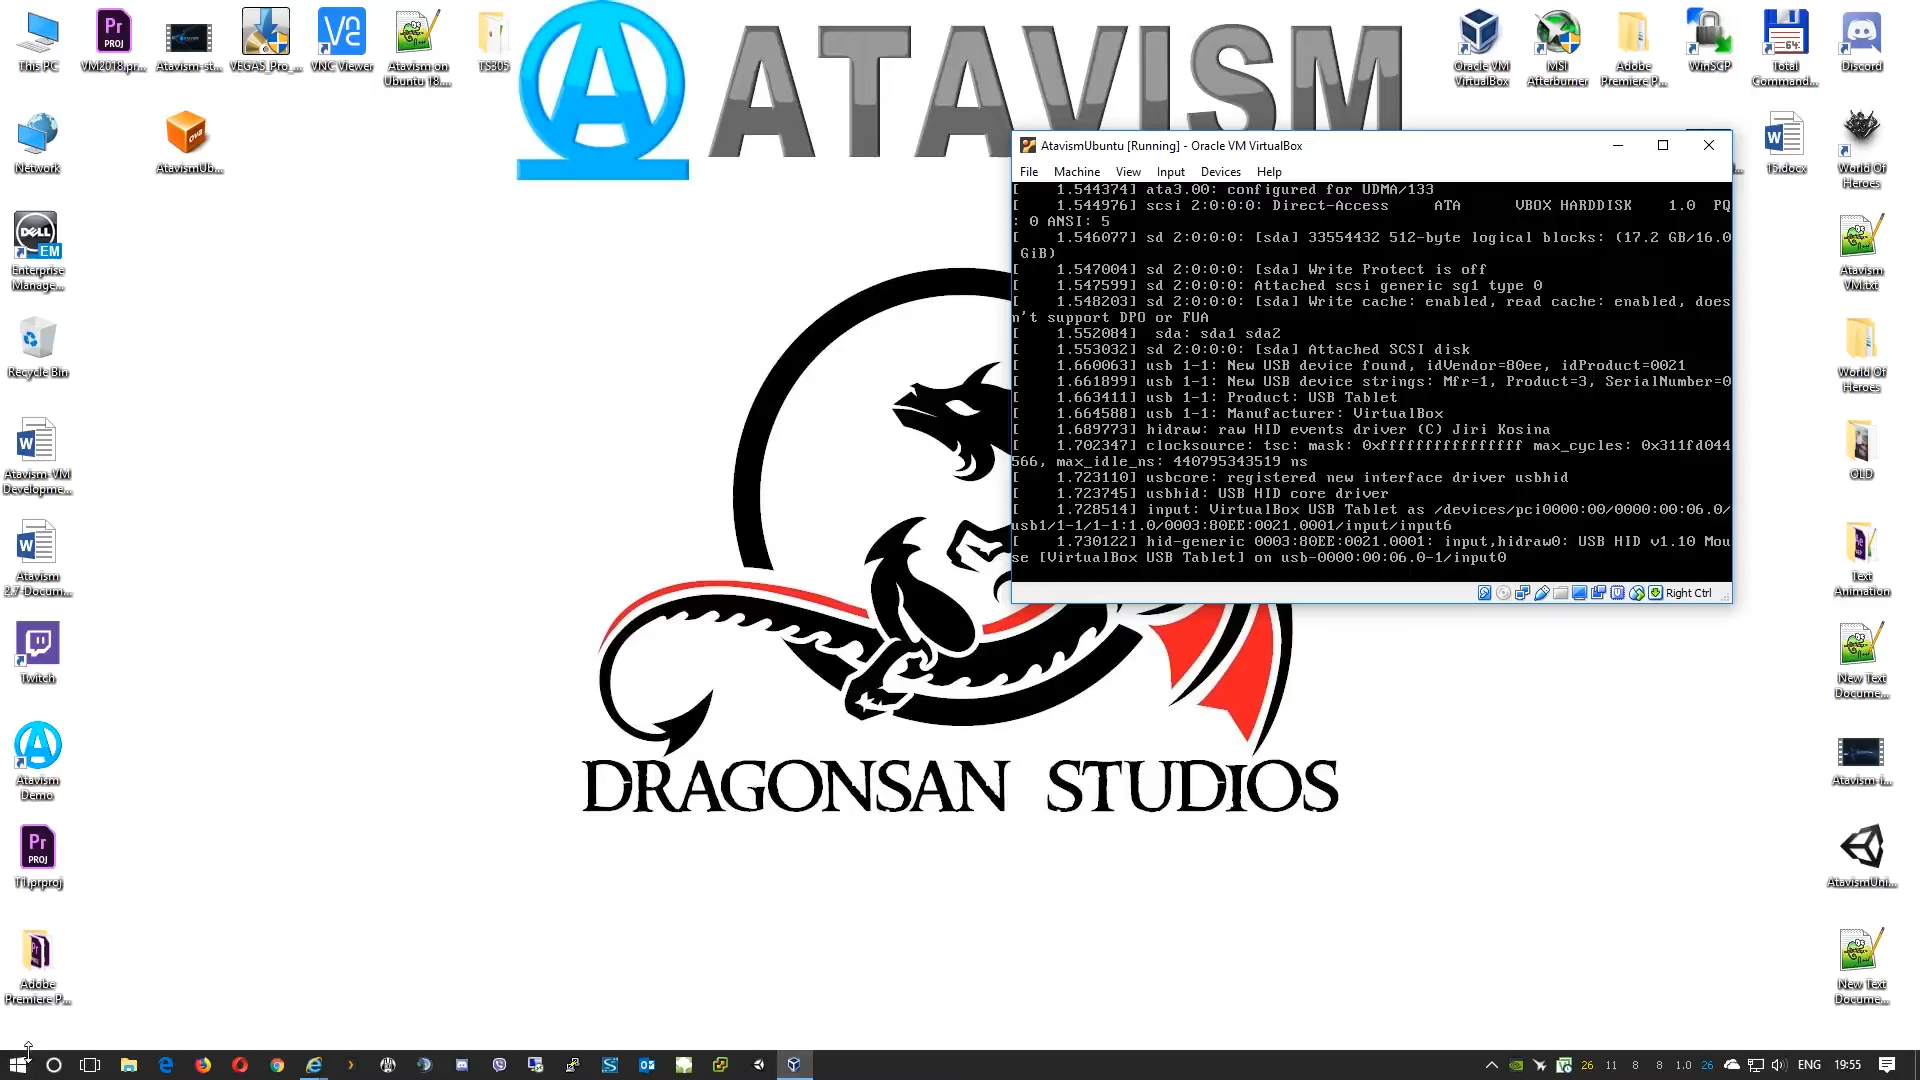 This PC
VM2018.pr...
Atavism-st...
VEGAS_Pro_...
VNC Viewer
Atavism on
Ubuntu 18....
TS305
ATAVISM
Oracle VM
VirtualBox
MSI
Afterburner
Adobe
Premiere P...
WinSCP
Total
Command...
Discord
Network
AtavismUb...
15.docx
World Of
Heroes
AtavismUbuntu [Running] - Oracle VM VirtualBox
File Machine View Input Devices Help
[    1.544374] ata3.00: configured for UDMA/133
[    1.544976] scsi 2:0:0:0: Direct-Access     ATA      VBOX HARDDISK    1.0  PQ
: 0 ANSI: 5
[    1.546077] sd 2:0:0:0: [sda] 33554432 512-byte logical blocks: (17.2 GB/16.0
 GiB)
[    1.547004] sd 2:0:0:0: [sda] Write Protect is off
[    1.547599] sd 2:0:0:0: Attached scsi generic sg1 type 0
[    1.548203] sd 2:0:0:0: [sda] Write cache: enabled, read cache: enabled, does
n't support DPO or FUA
[    1.552084]  sda: sda1 sda2
[    1.553032] sd 2:0:0:0: [sda] Attached SCSI disk
[    1.660063] usb 1-1: New USB device found, idVendor=80ee, idProduct=0021
[    1.661899] usb 1-1: New USB device strings: Mfr=1, Product=3, SerialNumber=0
[    1.663411] usb 1-1: Product: USB Tablet
[    1.664588] usb 1-1: Manufacturer: VirtualBox
[    1.689773] hidraw: raw HID events driver (C) Jiri Kosina
[    1.702347] clocksource: tsc: mask: 0xffffffffffffffff max_cycles: 0x311fd044
566, max_idle_ns: 440795343519 ns
[    1.723110] usbcore: registered new interface driver usbhid
[    1.723745] usbhid: USB HID core driver
[    1.728514] input: VirtualBox USB Tablet as /devices/pci0000:00/0000:00:06.0/
usb1/1-1/1-1:1.0/0003:80EE:0021.0001/input/input6
[    1.730122] hid-generic 0003:80EE:0021.0001: input,hidraw0: USB HID v1.10 Mou
se [VirtualBox USB Tablet] on usb-0000:00:06.0-1/input0
Right Ctrl
Enterprise
Manage...
Atavism
VM.txt
Recycle Bin
World Of
Heroes
Atavism-VM
Developme...
OLD
Atavism
2.7-Docum...
Text
Animation
Twitch
New Text
Docume...
Atavism
Demo
Atavism-i...
DRAGONSAN STUDIOS
T1.prproj
AtavismUni...
Adobe
Premiere P...
New Text
Docume...
26 11 8 8 1.0 26 ENG 19:55